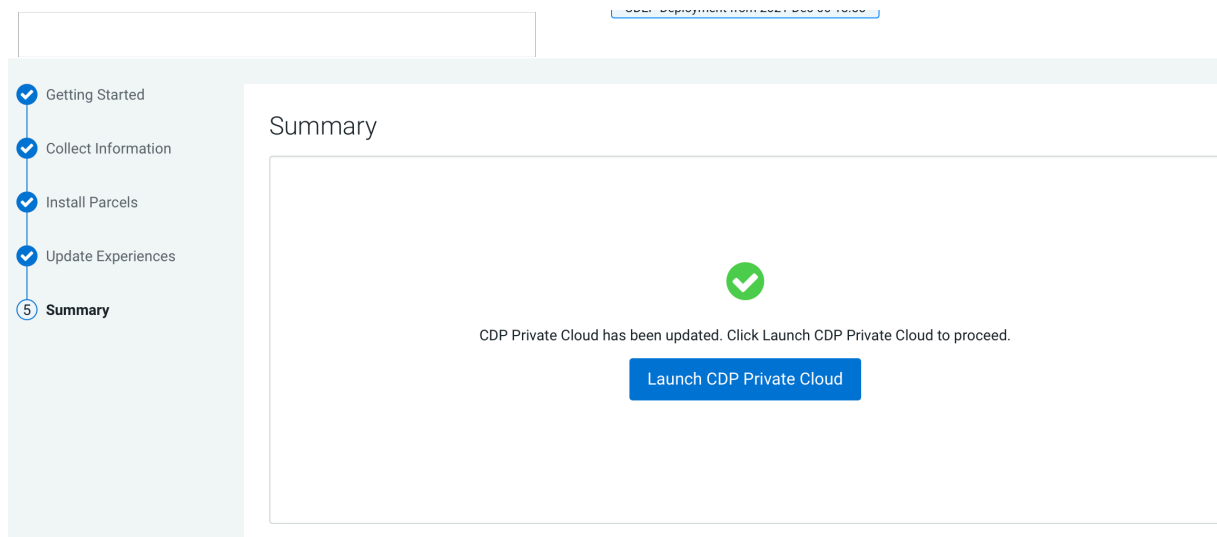 Getting Started
Collect Information
Install Parcels
Update Experiences
5 Summary
Summary
CDP Private Cloud has been updated. Click Launch CDP Private Cloud to proceed.
Launch CDP Private Cloud